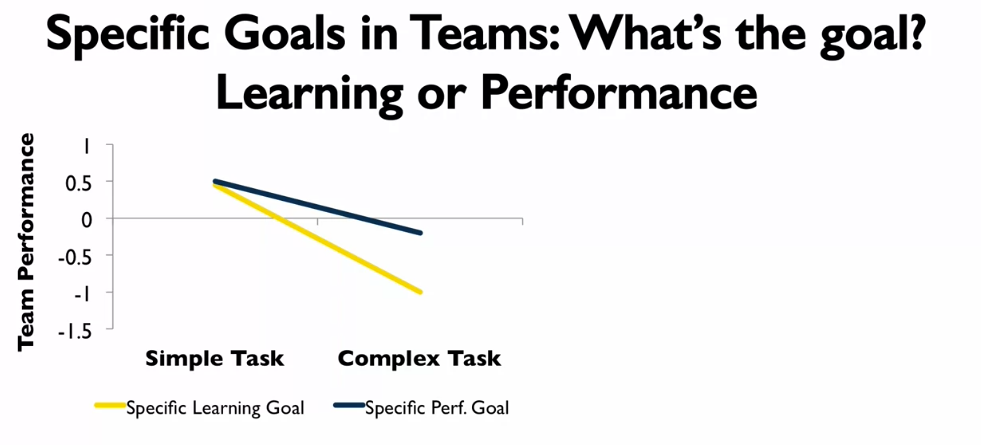 Specific Goals in Teams: What's the goal?
Learning or Performance
Team Performance
1
0.5
0
-0.5
-1
-1.5
Simple Task
Complex Task
Specific Learning Goal
Specific Perf. Goal